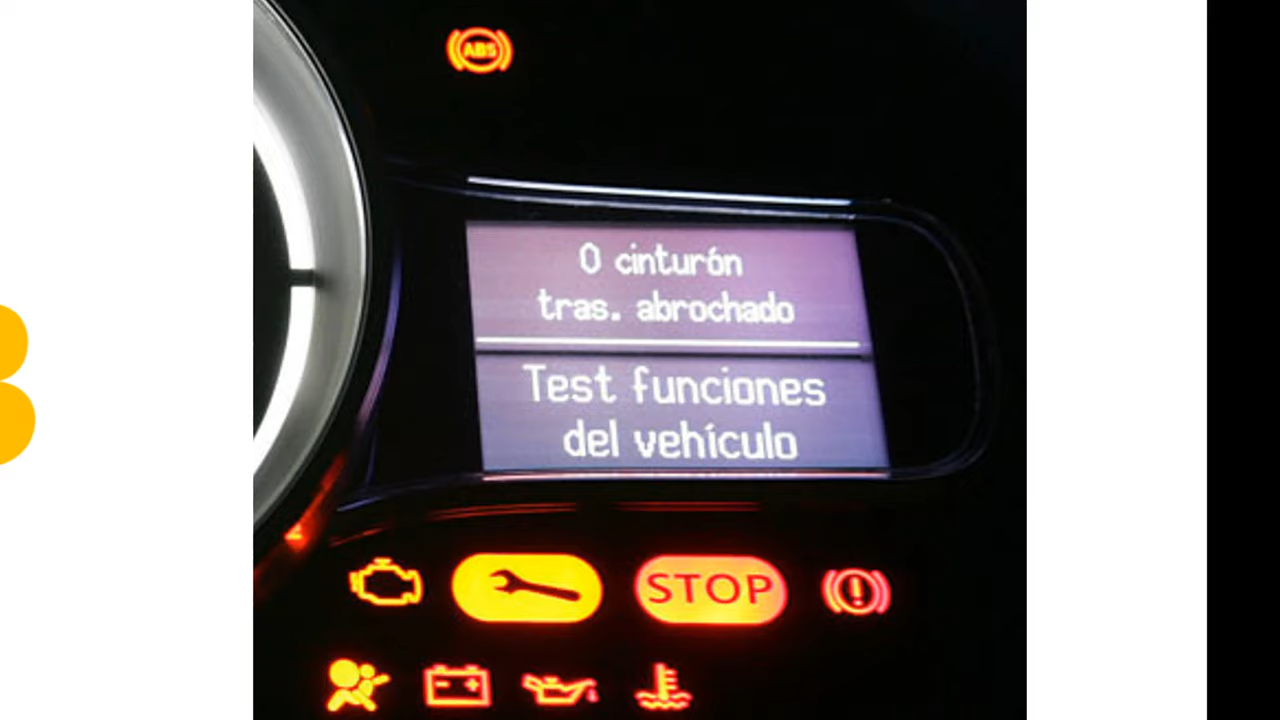 ABS
0 cinturón
tras. abrochado
Test funciones
del vehículo
STOP